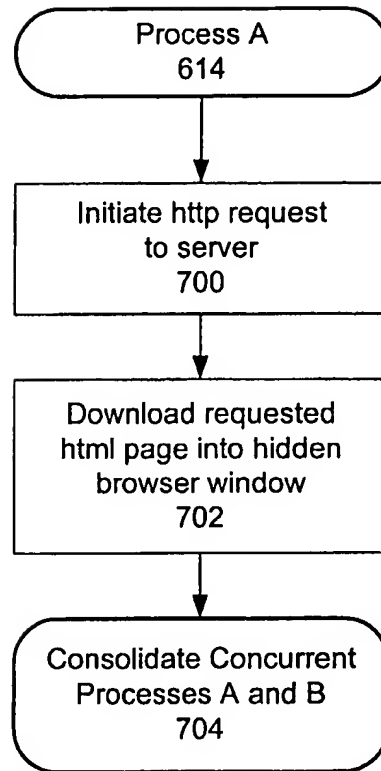 Process A
614
Initiate http request
to server
700
Download requested
html page into hidden
browser window
702
Consolidate Concurrent
Processes A and B
704